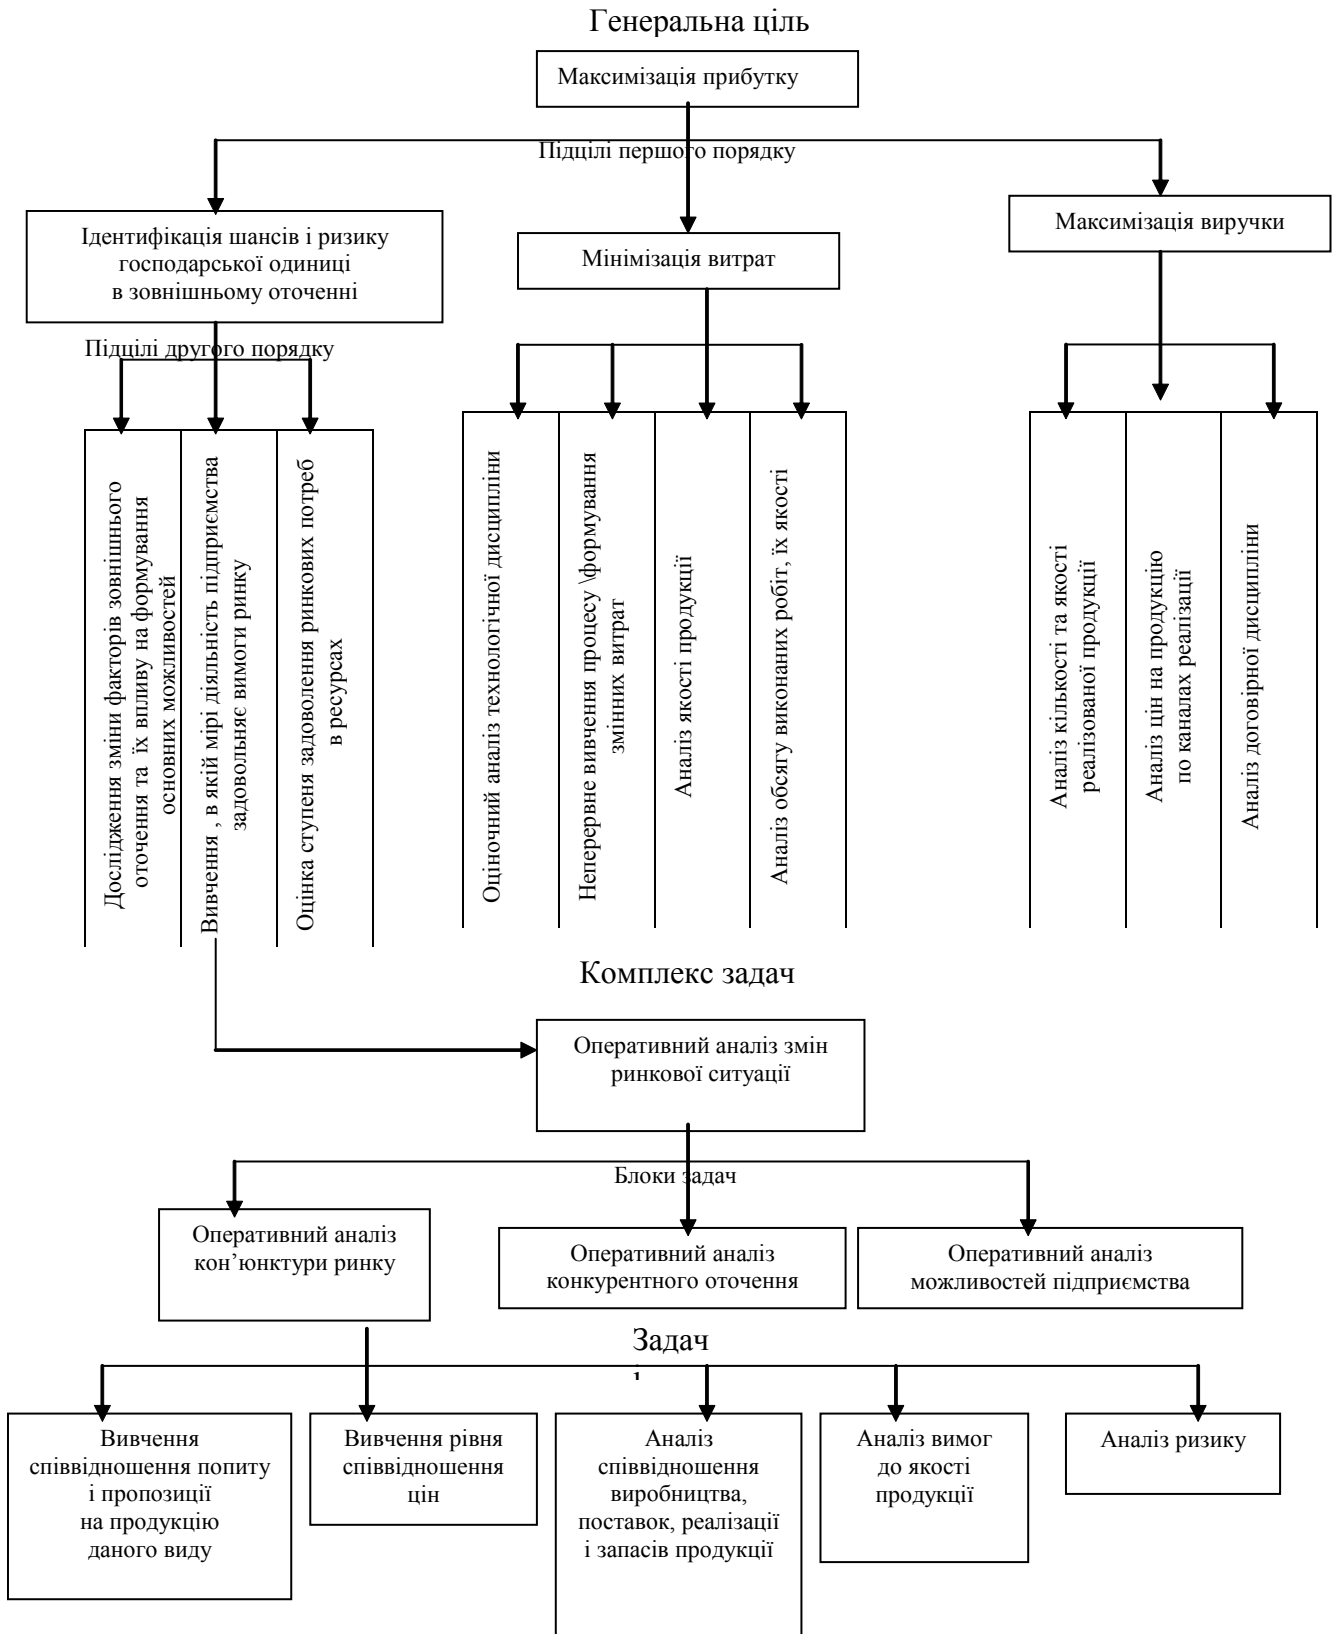 Генеральна ціль
Максимізація прибутку
Підцілі першого порядку
Ідентифікація шансів і ризику
господарської одиниці
в зовнішньому оточенні
Мінімізація витрат
Максимізація виручки
Підцілі другого порядку
Дослідження зміни факторів зовнішнього
оточення та їх впливу на формування
основних можливостей
Вивчення , в якій мірі діяльність підприємства
задовольняє вимоги ринку
Оцінка ступеня задоволення ринкових потреб
в ресурсах
Оціночний аналіз технологічної дисципліни
Неперервне вивчення процесу \формування
змінних витрат
Аналіз якості продукції
Аналіз обсягу виконаних робіт, їх якості
Аналіз кількості та якості
реалізованої продукції
Аналіз цін на продукцію
по каналах реалізації
Аналіз договірної дисципліни
Комплекс задач
Оперативний аналіз змін
ринкової ситуації
Блоки задач
Оперативний аналіз
кон’юнктури ринку
Оперативний аналіз
конкурентного оточення
Оперативний аналіз
можливостей підприємства
Задач
Вивчення
співвідношення попиту
і пропозиції
на продукцію
даного виду
Вивчення рівня
співвідношення
цін
Аналіз
співвідношення
виробництва,
поставок, реалізації
і запасів продукції
Аналіз вимог
до якості
продукції
Аналіз ризику